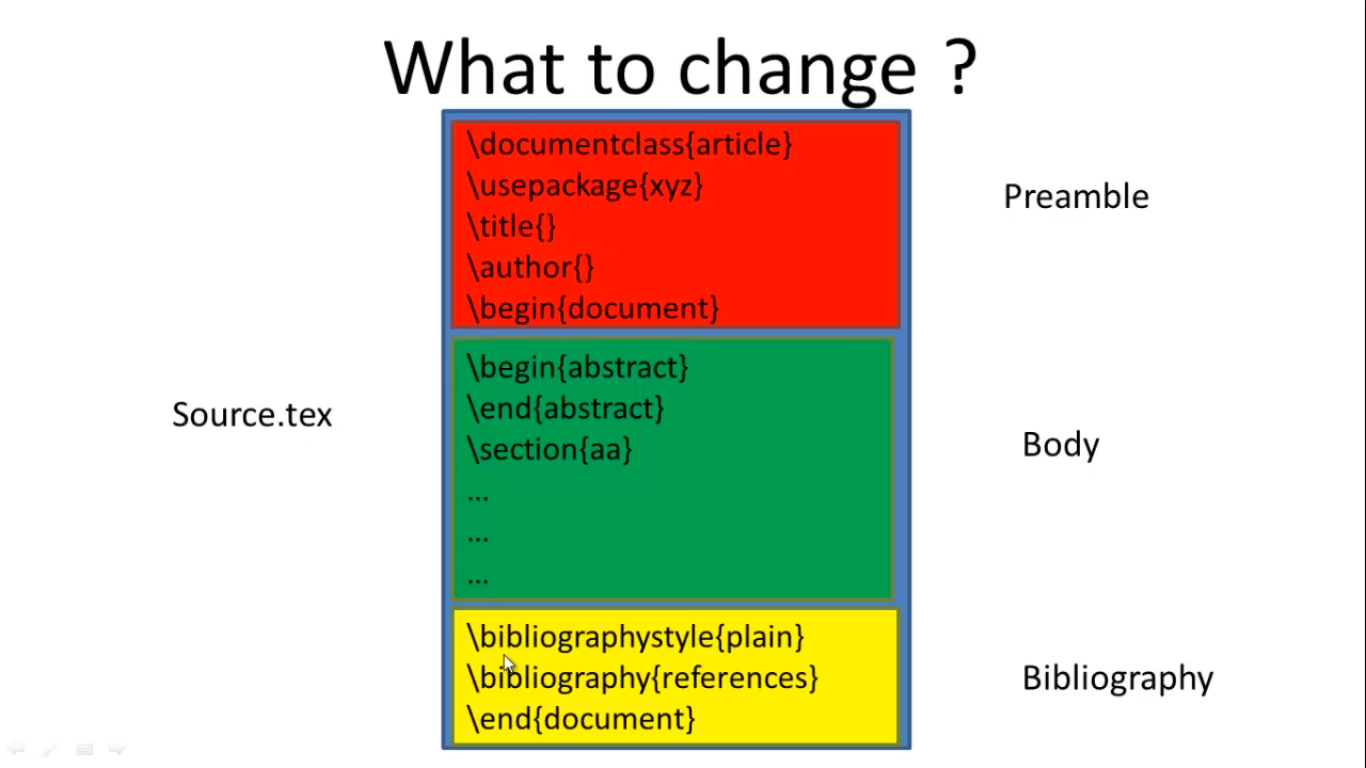 What to change ?
\documentclass{article}
\usepackage{xyz}
\title{}
\author{}
\begin{document}
Preamble
Source.tex
\begin{abstract}
\end{abstract}
\section{aa}
...
...
...
Body
\bibliographystyle{plain}
\bibliography{references}
\end{document}
Bibliography